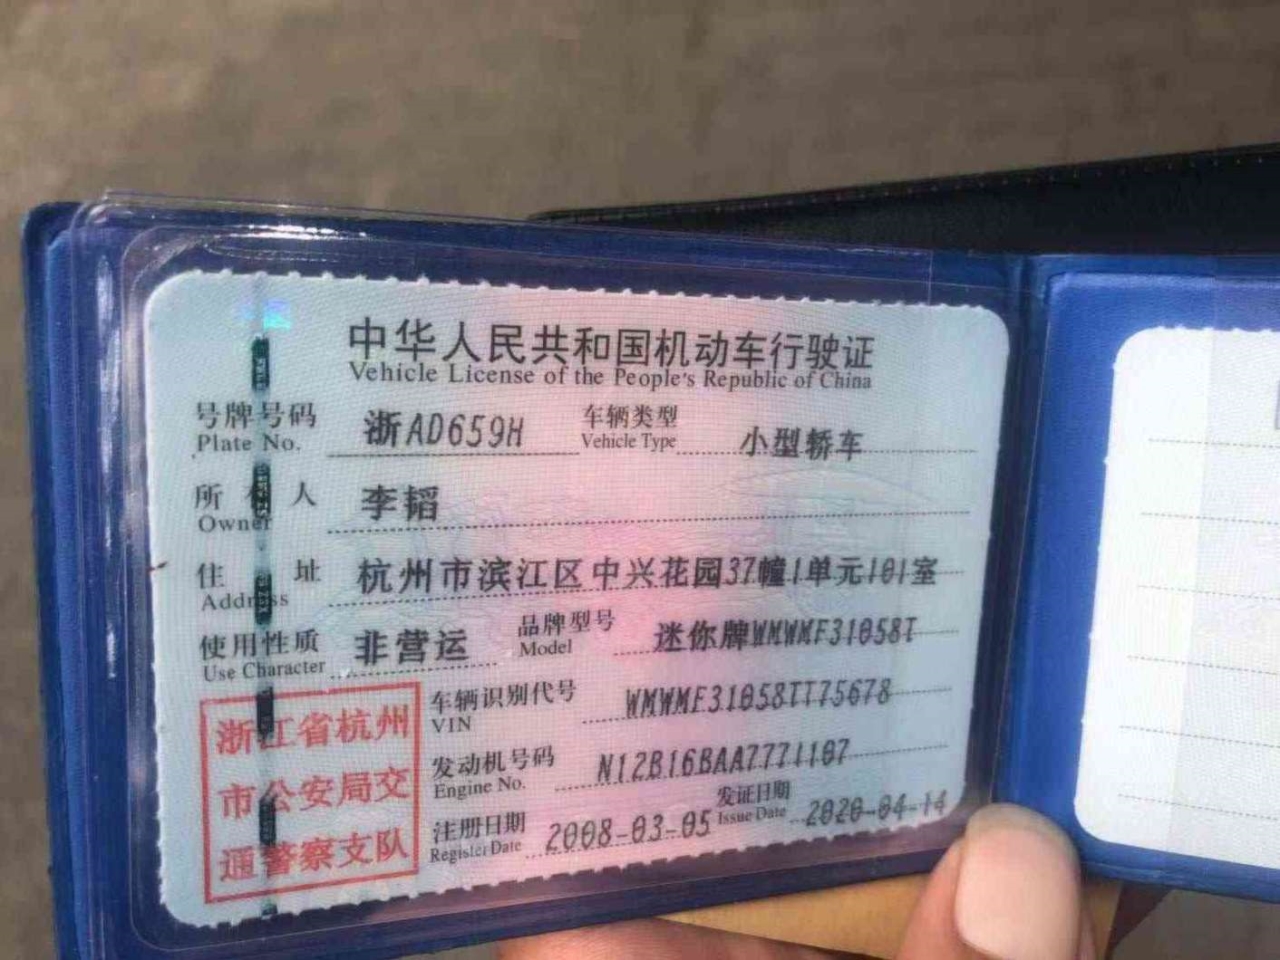 中华人民共和国机动车行驶证
Vehicle License of the People's Republic of China
号牌号码 浙AD659H 车辆类型 小型轿车
Plate No. Vehicle Type
所有人 李韬
Owner
住址 杭州市滨江区中兴花园37幢1单元101室
Address
使用性质 非营运 品牌型号 迷你牌WMWMF31058T
Use Character Model
车辆识别代号 WMWMF31058TT75678
VIN
发动机号码 N12B16BAA7771107
Engine No.
注册日期 2008-03-05 发证日期 2020-04-14
Register Date Issue Date
浙江省杭州
市公安局交
通警察支队